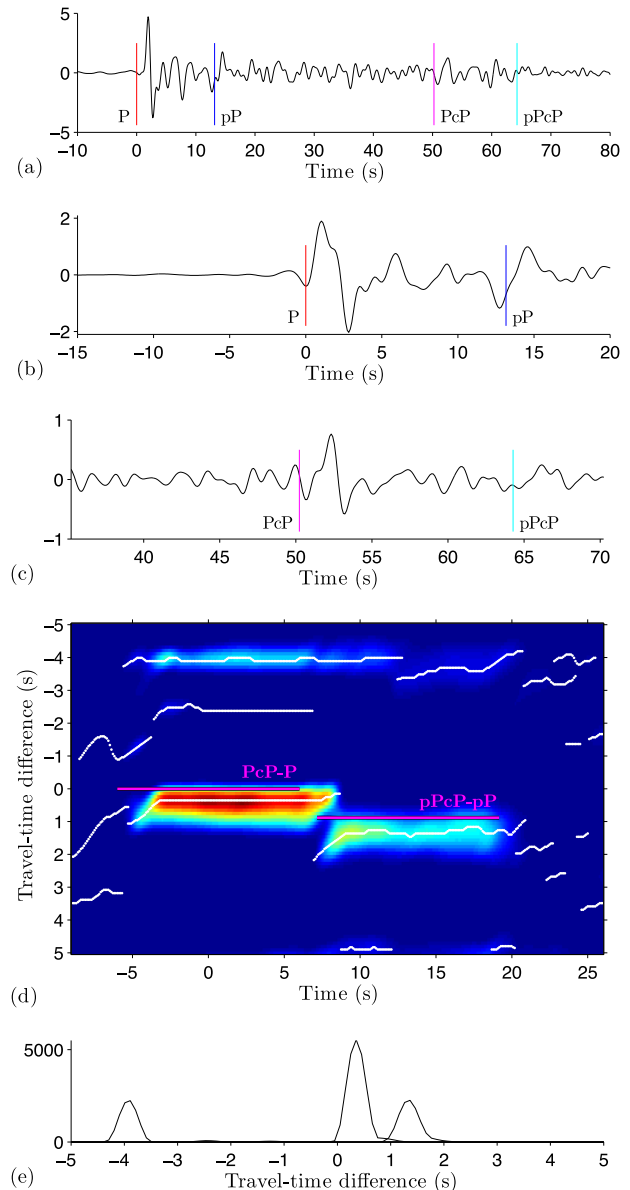 5
0
−5
P
pP
PcP
pPcP
−10 0 10 20 30 40 50 60 70 80
Time (s)
(a)
2
0
−2
P
pP
−15 −10 −5 0 5 10 15 20
Time (s)
(b)
1
0
−1
PcP
pPcP
40 45 50 55 60 65 70
Time (s)
(c)
−5
−4
−3
−2
−1
0
1
2
3
4
5
Travel-time difference (s)
PcP-P
pPcP-pP
−5 0 5 10 15 20 25
Time (s)
(d)
5000
0
−5 −4 −3 −2 −1 0 1 2 3 4 5
Travel-time difference (s)
(e)